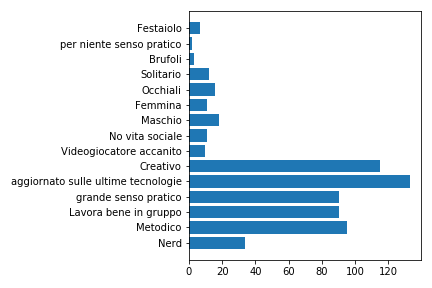 Festaiolo
per niente senso pratico
Brufoli
Solitario
Occhiali
Femmina
Maschio
No vita sociale
Videogiocatore accanito
Creativo
aggiornato sulle ultime tecnologie
grande senso pratico
Lavora bene in gruppo
Metodico
Nerd
0 20 40 60 80 100 120